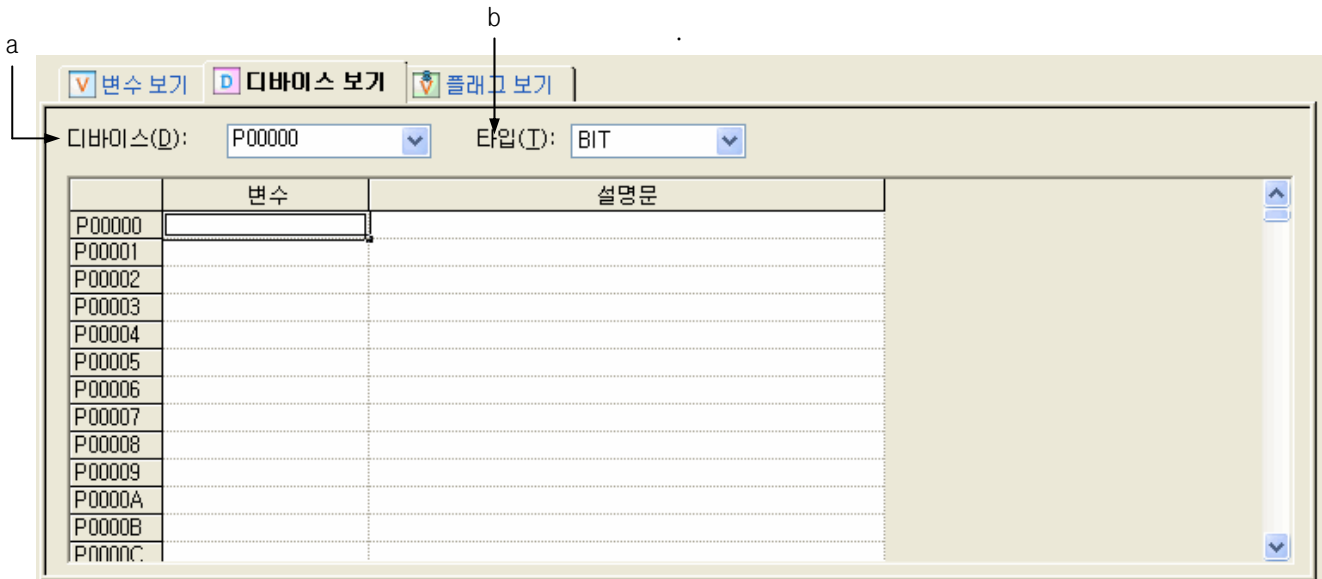 b
a
변수 보기 디바이스 보기 플래그 보기
디바이스(D): P00000 타입(T): BIT
변수 설명문
P00000
P00001
P00002
P00003
P00004
P00005
P00006
P00007
P00008
P00009
P0000A
P0000B
P0000C